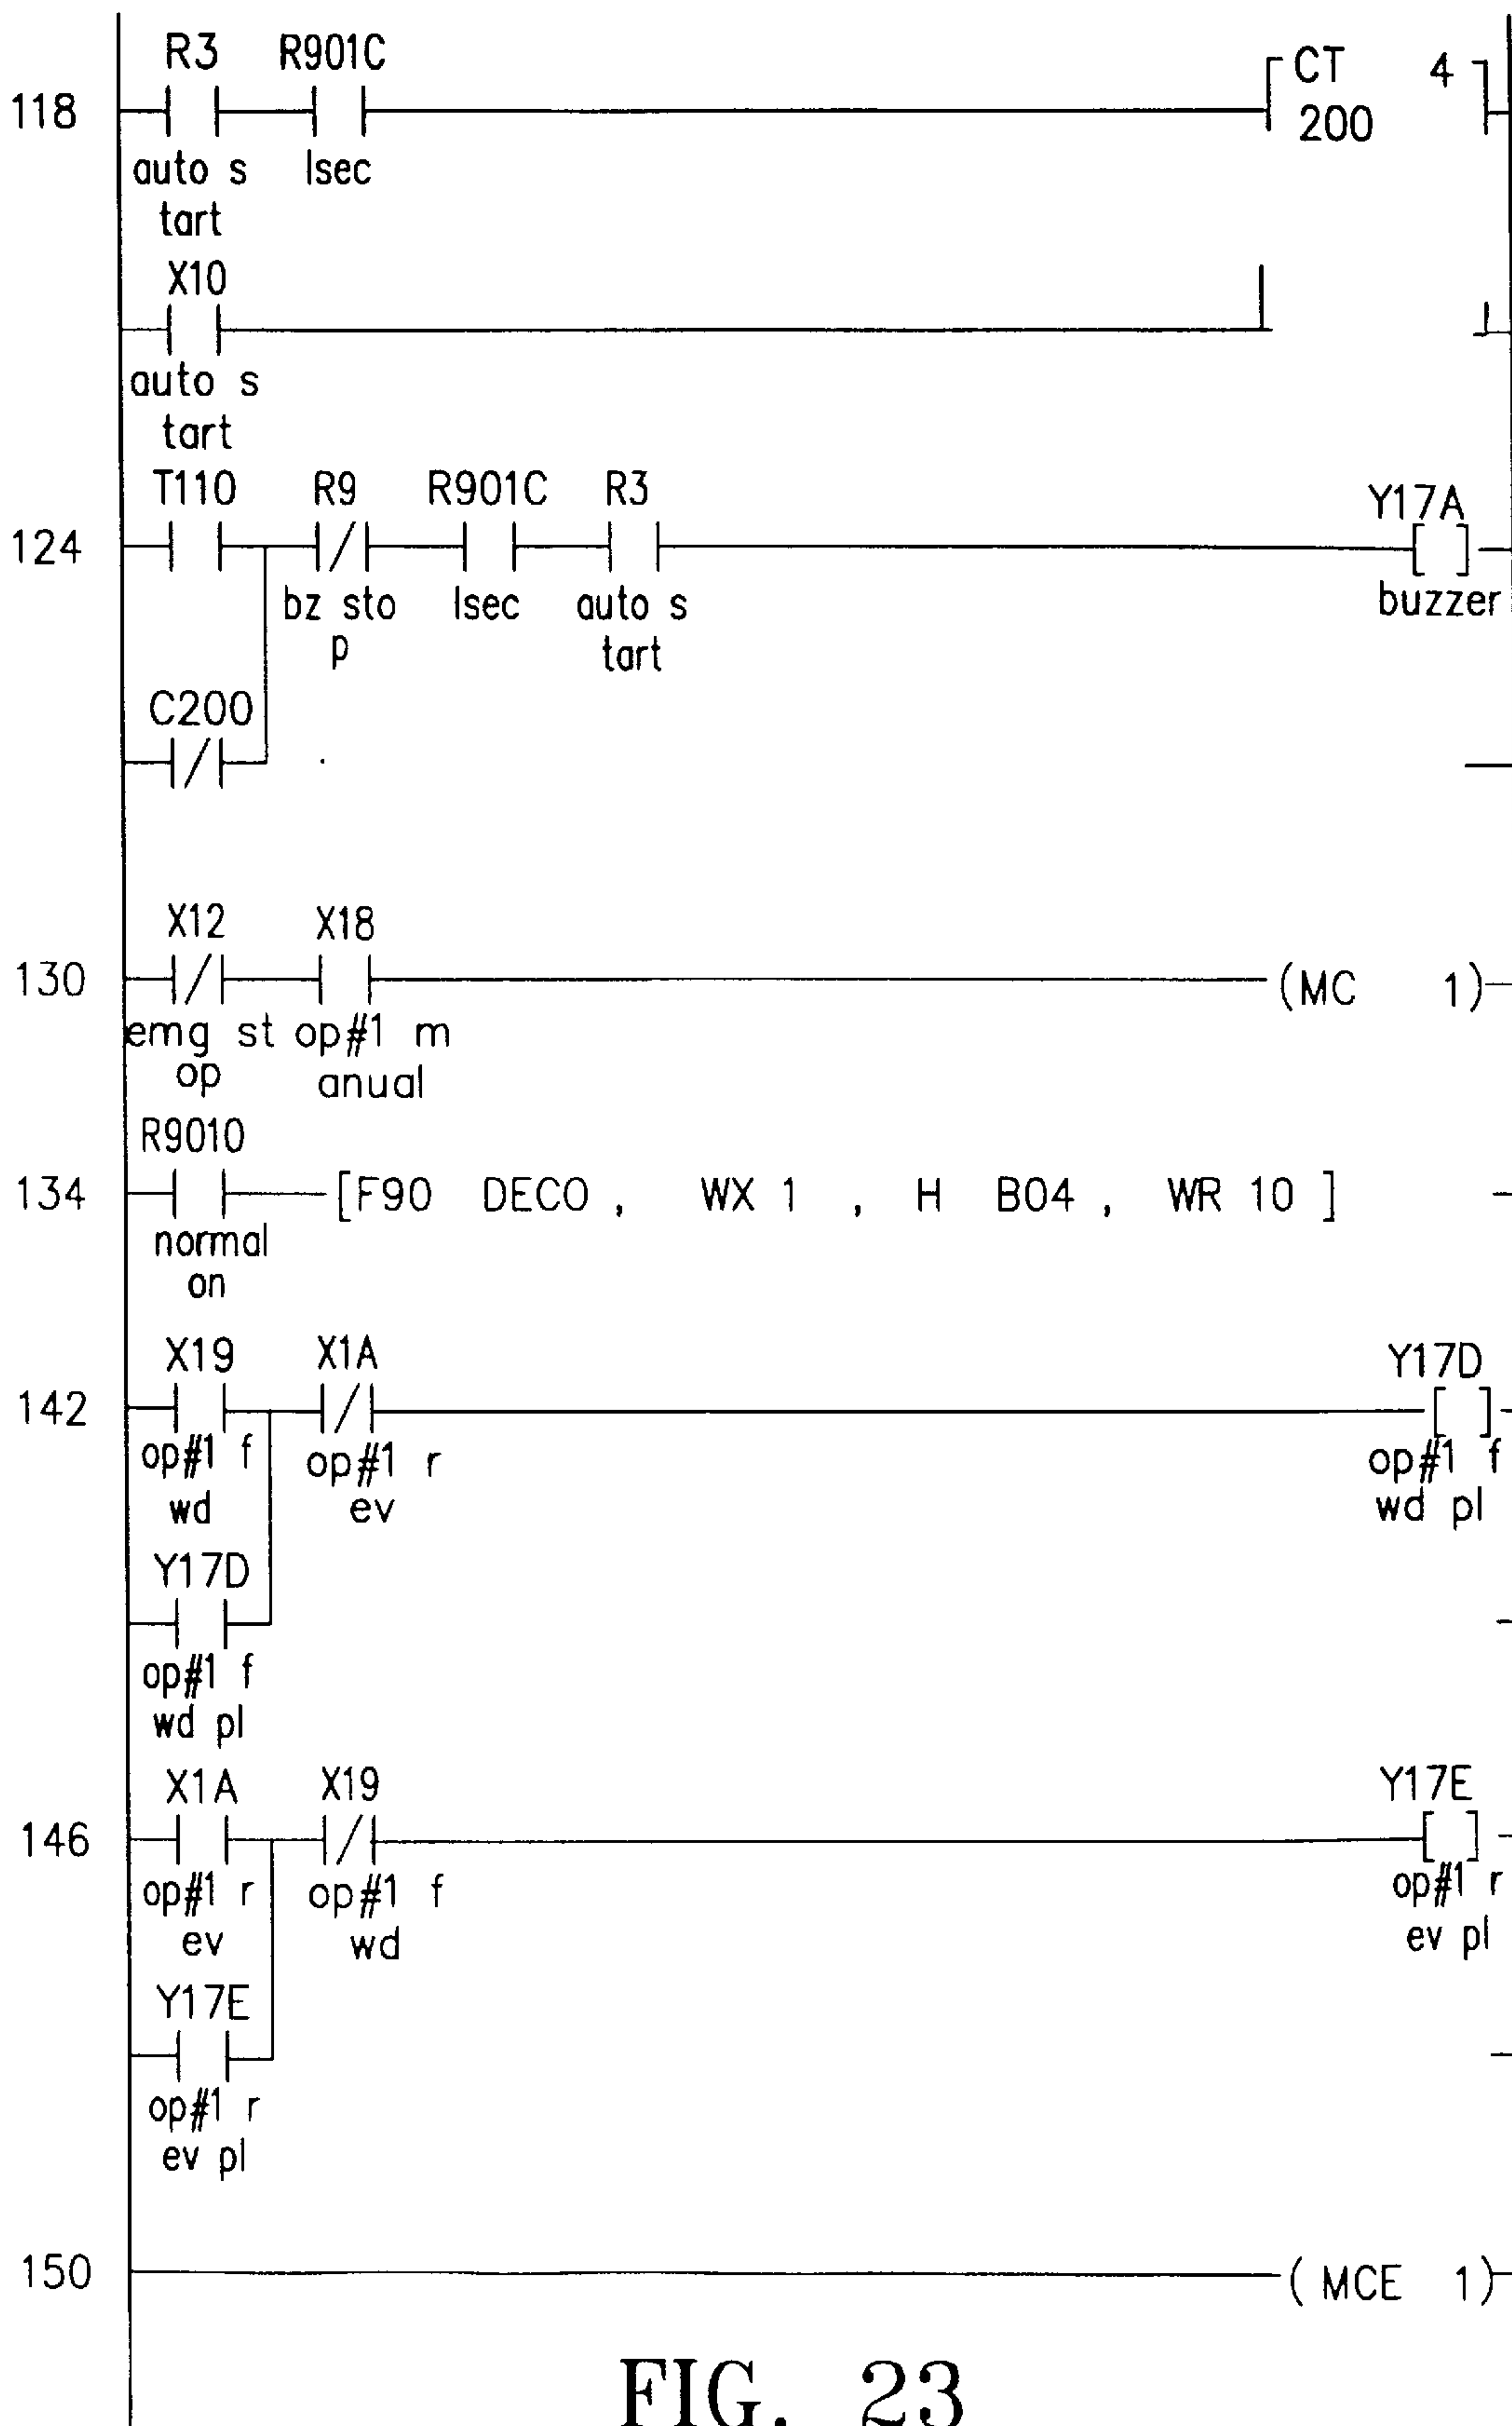 R3 R901C CT 4
118 200
auto s lsec
tart
X10
auto s
tart
T110 R9 R901C R3 Y17A
124
bz sto lsec auto s buzzer
p tart
C200
X12 X18
130 (MC 1)
emg st op#1 m
op anual
R9010
134 [F90 DECO , WX 1 , H B04 , WR 10 ]
normal
on
X19 X1A Y17D
142
op#1 f op#1 r op#1 f
wd ev wd pl
Y17D
op#1 f
wd pl
X1A X19 Y17E
146
op#1 r op#1 f op#1 r
ev wd ev pl
Y17E
op#1 r
ev pl
150 ( MCE 1)
FIG. 23